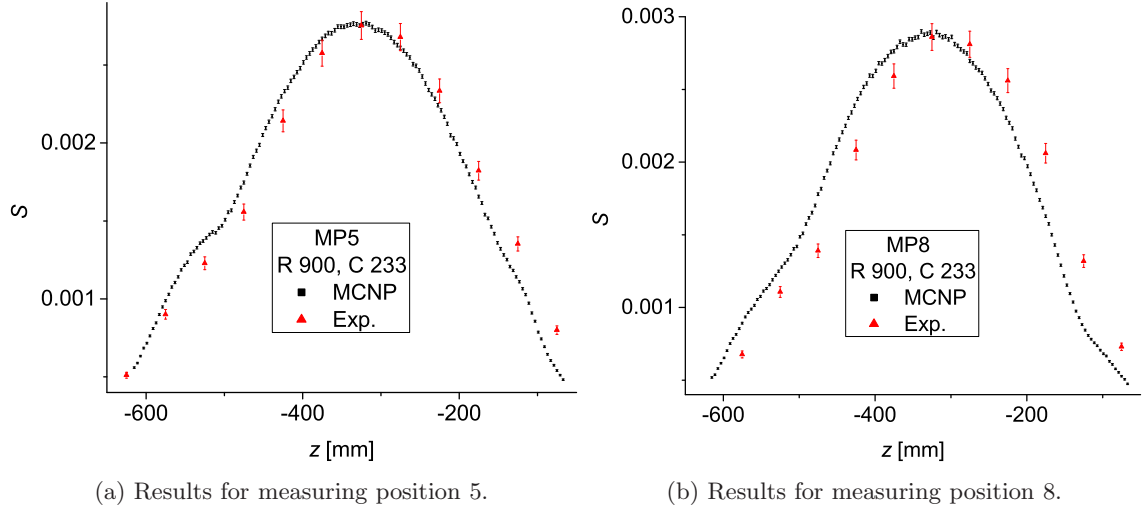 0.002
0.001
S
-600
-400
-200
z [mm]
MP5
R 900, C 233
MCNP
Exp.
(a) Results for measuring position 5.
0.003
0.002
0.001
S
-600
-400
-200
z [mm]
MP8
R 900, C 233
MCNP
Exp.
(b) Results for measuring position 8.